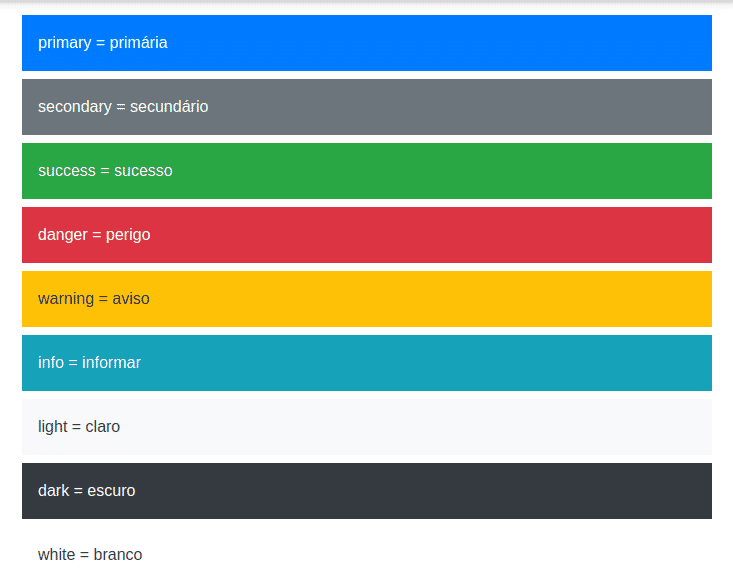 primary = primária
secondary = secundário
success = sucesso
danger = perigo
warning = aviso
info = informar
light = claro
dark = escuro
white = branco